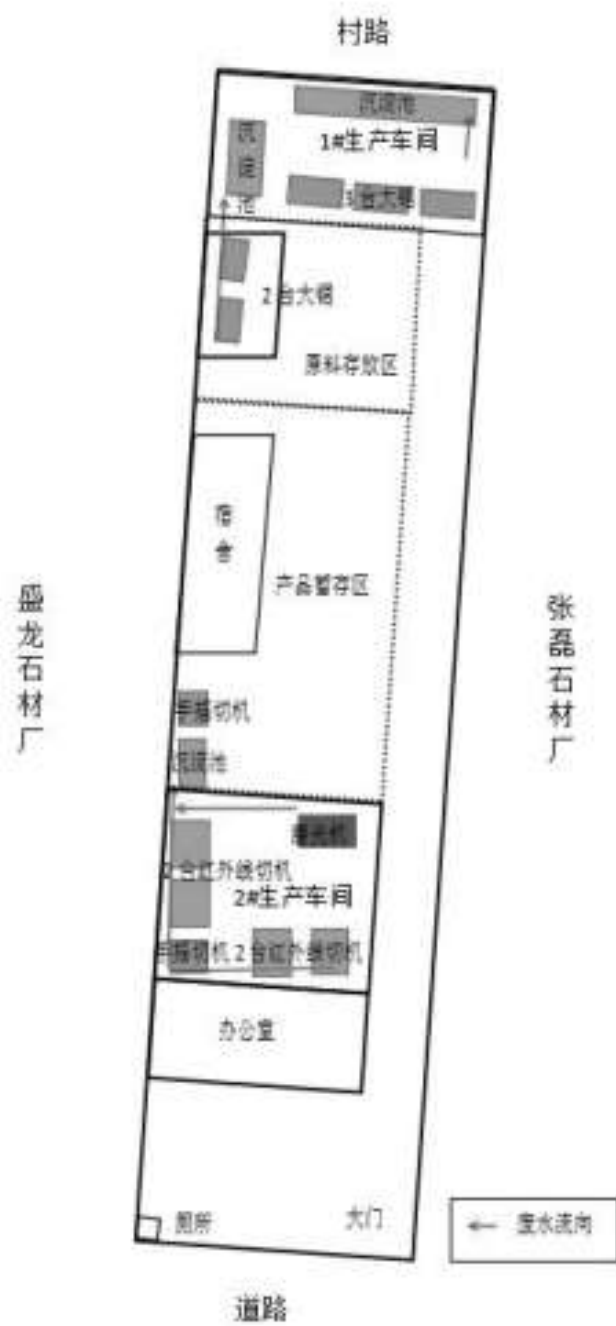 村路
沉淀池
沉淀池
1#生产车间
3台大锯
2台大锯
原料存放区
宿舍
产品暂存区
盛龙石材厂
张磊石材厂
手摇切机
沉淀池
2台红外线切机
2#生产车间
手摇切机
2台红外线切机
办公室
厕所
大门
废水流向
道路